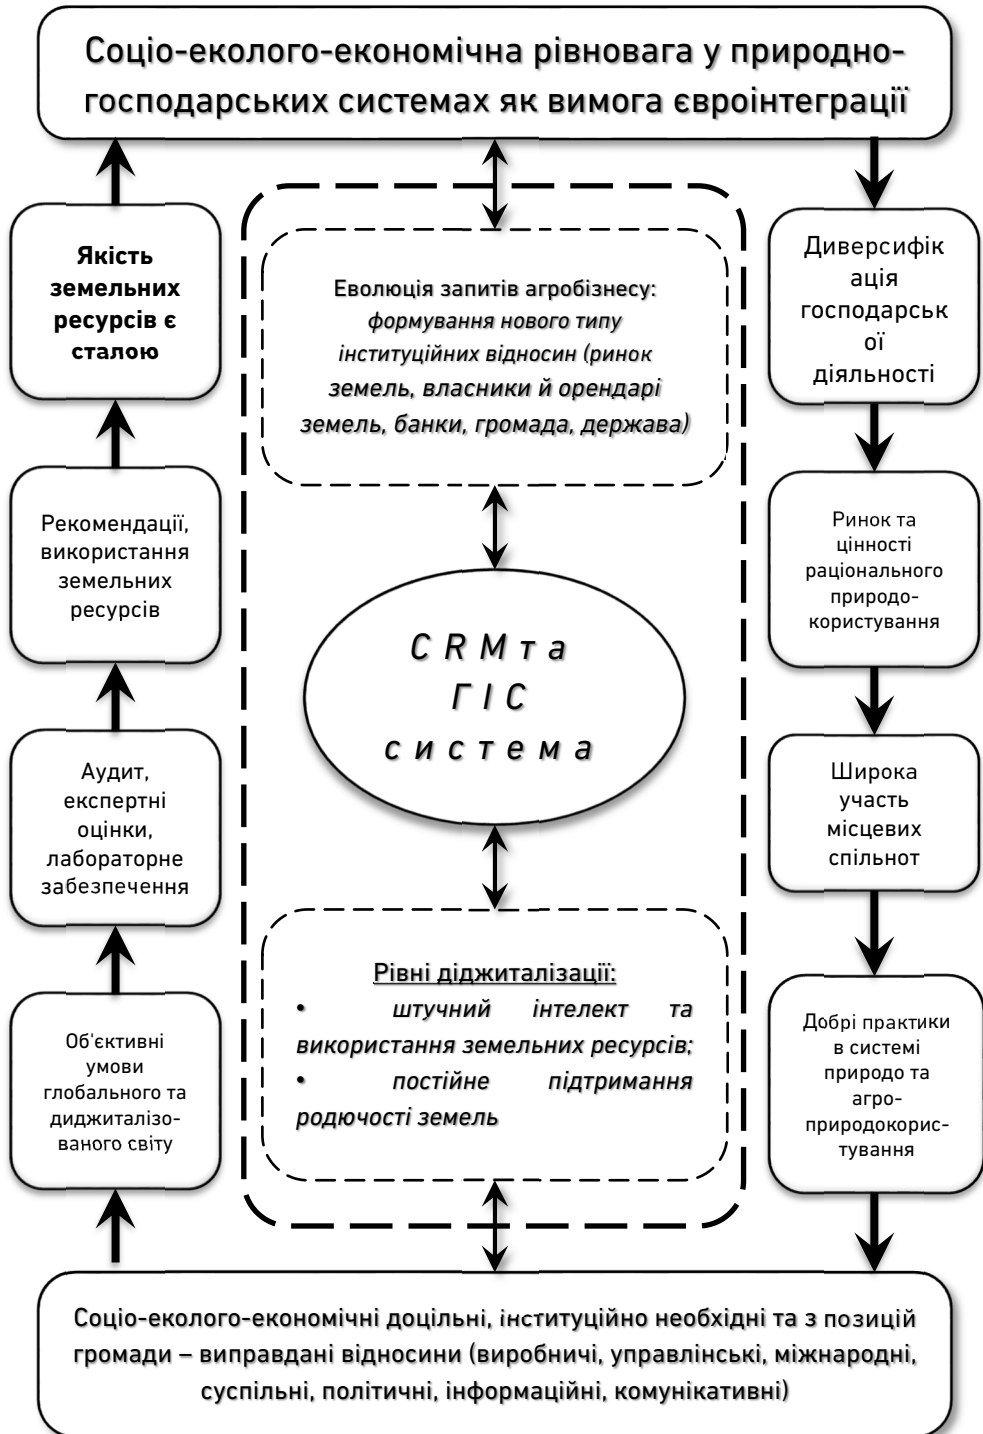 Соціо-еколого-економічна рівновага у природно-
господарських системах як вимога євроінтеграції
Якість
земельних
ресурсів є
сталою
Рекомендації,
використання
земельних
ресурсів
Аудит,
експертні
оцінки,
лабораторне
забезпечення
Об'єктивні
умови
глобального та
диджиталізо-
ваного світу
Еволюція запитів агробізнесу:
формування нового типу
інституційних відносин (ринок
земель, власники й орендарі
земель, банки, громада, держава)
CRM та
ГІС
система
Рівні діджиталізації:
• штучний інтелект та
використання земельних ресурсів;
• постійне підтримання
родючості земель
Диверсифік
ація
господарськ
ої
діяльності
Ринок та
цінності
раціонального
природо-
користування
Широка
участь
місцевих
спільнот
Добрі практики
в системі
природо та
агро-
природокорис-
тування
Соціо-еколого-економічні доцільні, інституційно необхідні та з позицій
громади – виправдані відносини (виробничі, управлінські, міжнародні,
суспільні, політичні, інформаційні, комунікативні)